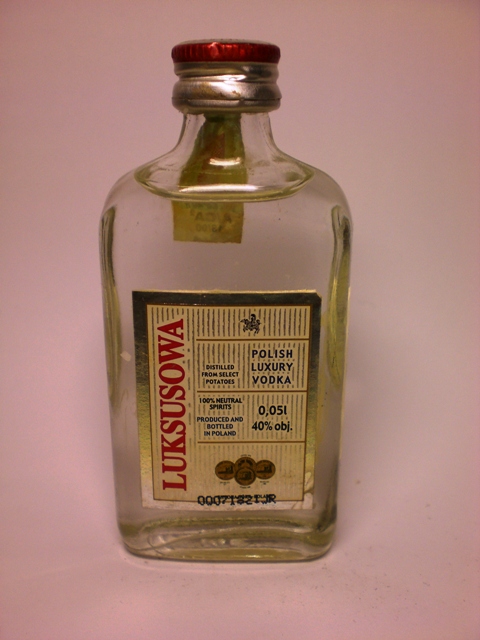 LUKSUSOWA
POLISH
LUXURY
VODKA
DISTILLED
FROM SELECT
POTATOES
100% NEUTRAL
SPIRITS
PRODUCED AND
BOTTLED
IN POLAND
0,05l
40% obj.